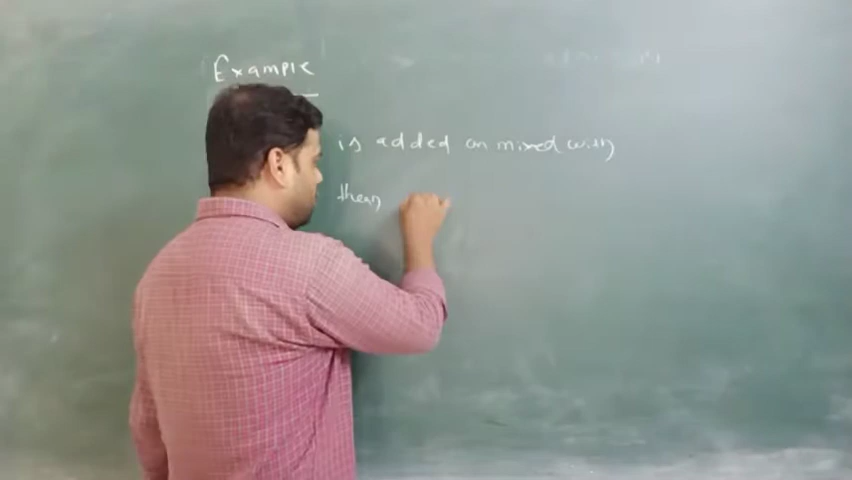 Example
is added on mixed with
then